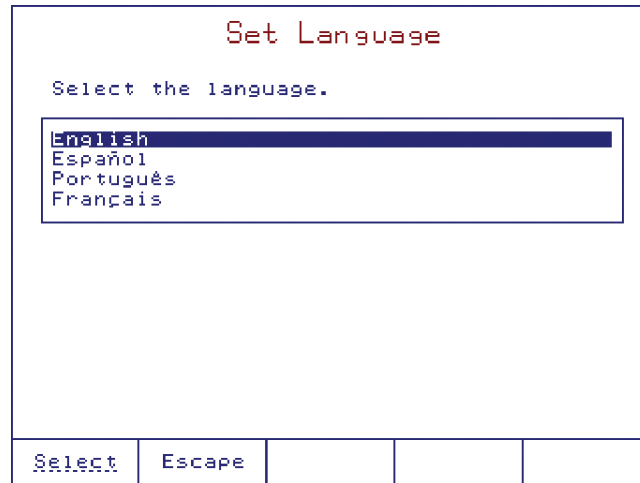 Set Language
Select the language.
English
Español
Português
Français
Select Escape